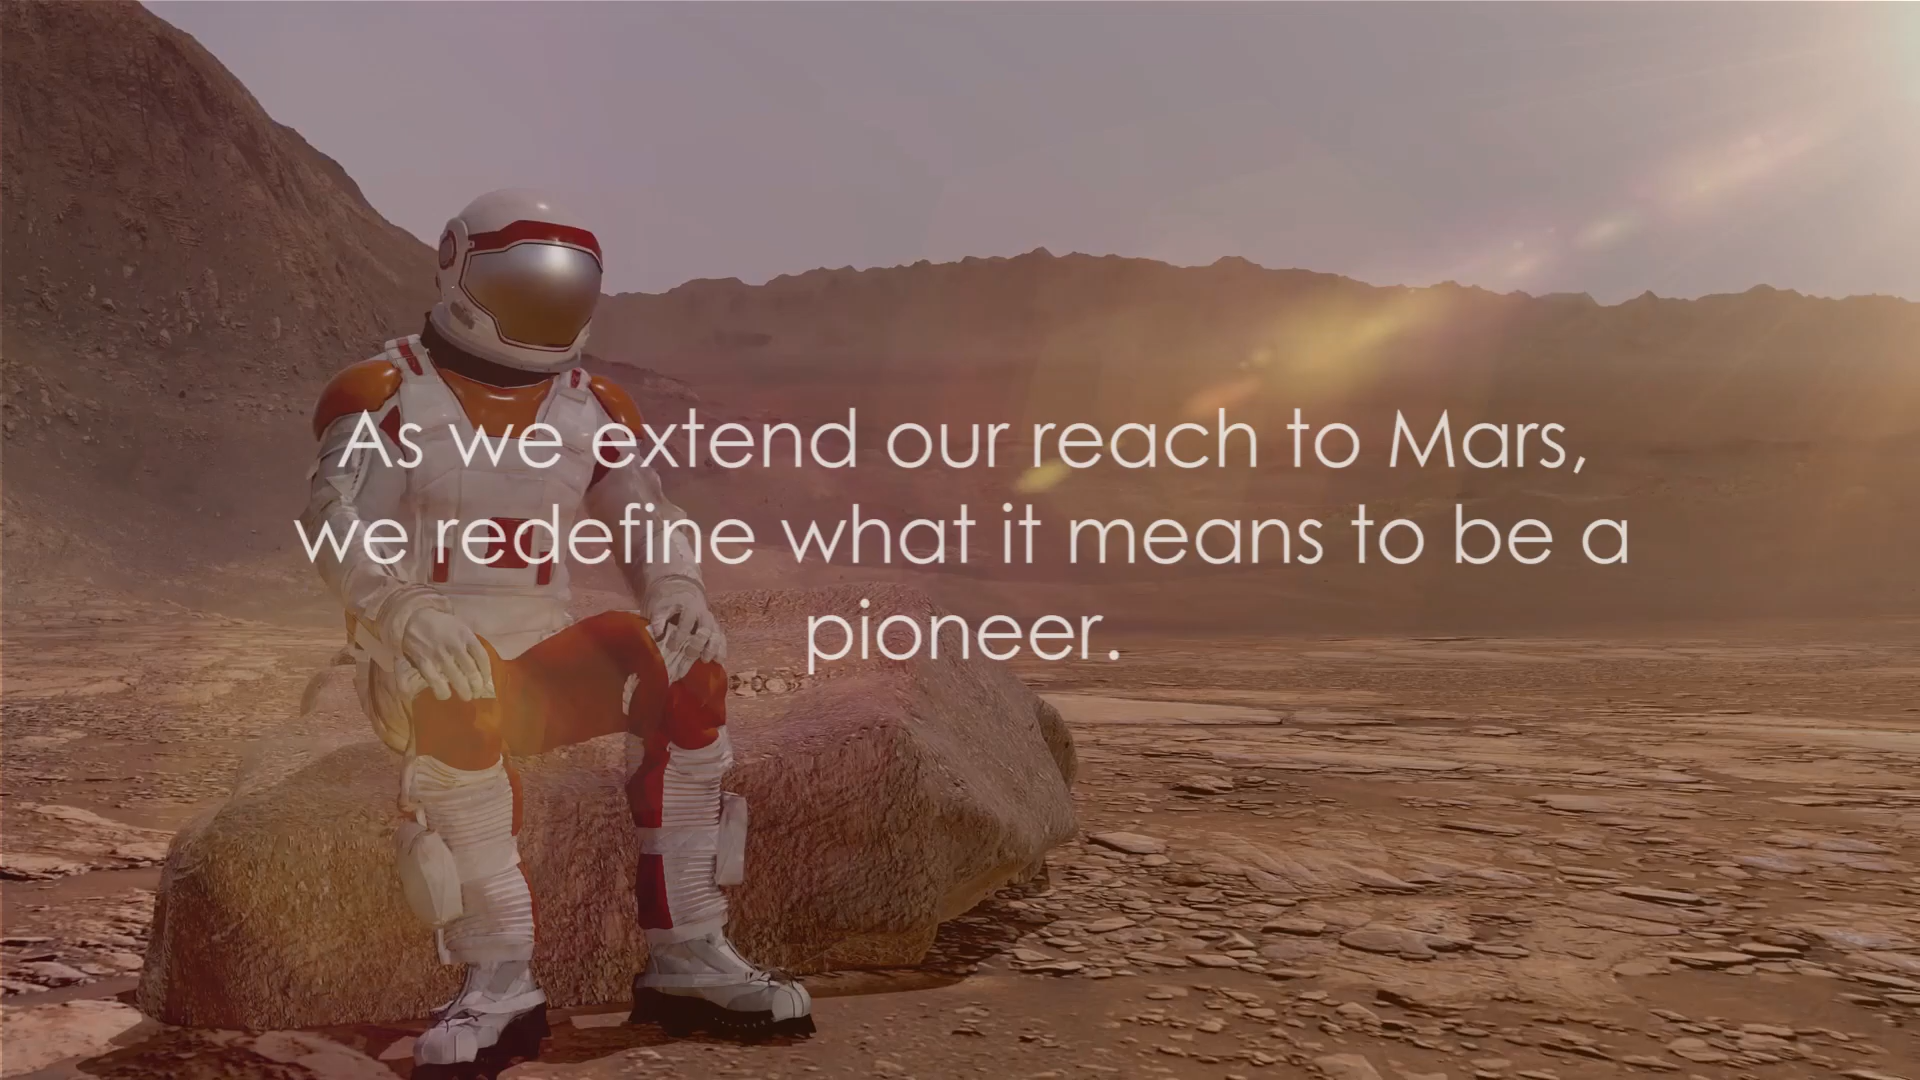 As we extend our reach to Mars,
we redefine what it means to be a
pioneer.